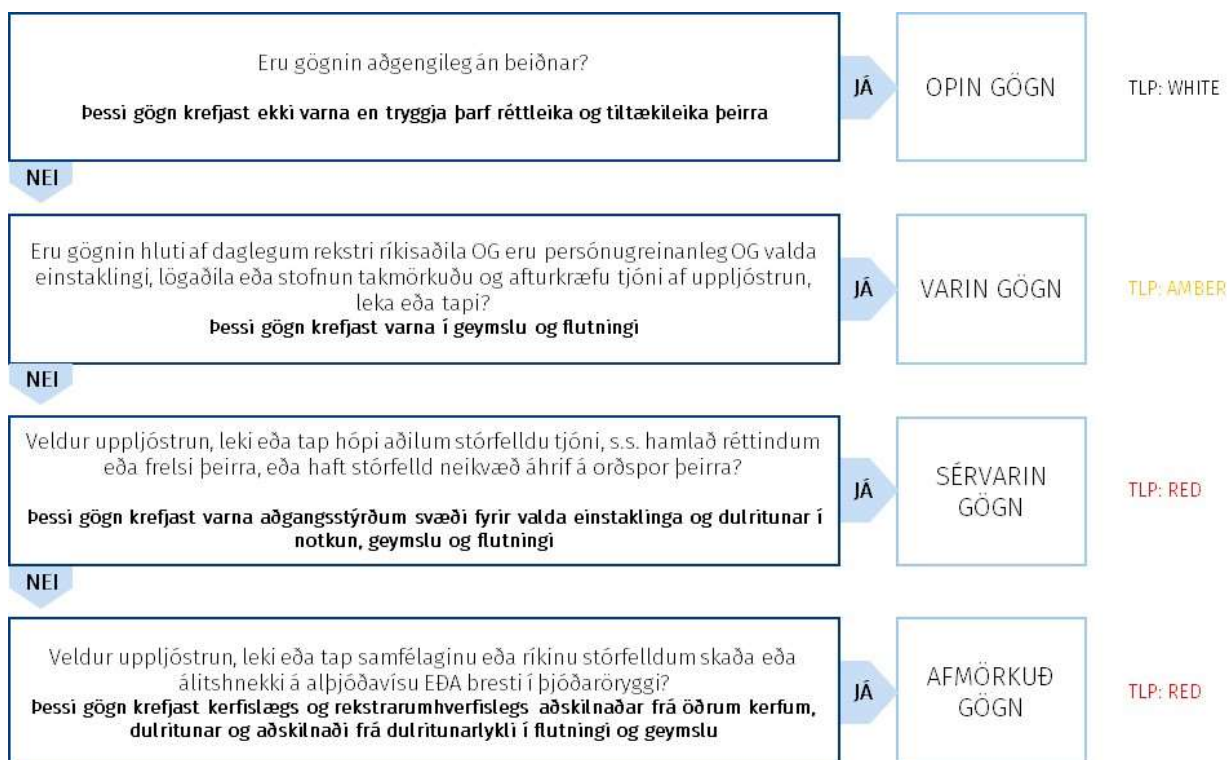 Eru gögnin aðgengileg án beiðnar?
Þessi gögn krefjast ekki varna en tryggja þarf réttleika og tiltækileika þeirra
JÁ
OPIN GÖGN
TLP: WHITE
NEI
Eru gögnin hluti af daglegum rekstri ríkisaðila OG eru persónugreinanleg OG valda
einstaklingi, lögaðila eða stofnun takmörkuðu og afturkræfu tjóni af uppljóstrun,
leka eða tapi?
Þessi gögn krefjast varna í geymslu og flutningi
JÁ
VARIN GÖGN
TLP: AMBER
NEI
Veldur uppljóstrun, leki eða tap hópi aðilum stórfelldu tjóni, s.s. hamlað réttindum
eða frelsi þeirra, eða haft stórfelld neikvæð áhrif á orðspor þeirra?
Þessi gögn krefjast varna aðgangsstýrðum svæði fyrir valda einstaklinga og dulritunar í
notkun, geymslu og flutningi
JÁ
SÉRVARIN
GÖGN
TLP: RED
NEI
Veldur uppljóstrun, leki eða tap samfélaginu eða ríkinu stórfelldum skaða eða
álitshnekki á alþjóðavísu EÐA bresti í þjóðaröryggi?
Þessi gögn krefjast kerfislægs og rekstrarumhverfislegs aðskilnaðar frá öðrum kerfum,
dulritunar og aðskilnaði frá dulritunarlykli í flutningi og geymslu
JÁ
AFMÖRKUÐ
GÖGN
TLP: RED